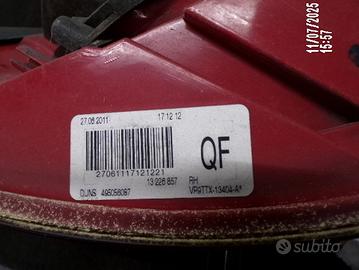 11/07/2025
15:57
27.06.2011 17:12:12
27061117121221
QF
13 226 857 RH
DUNS 495056087 VP9TTX-13404-A*
subito